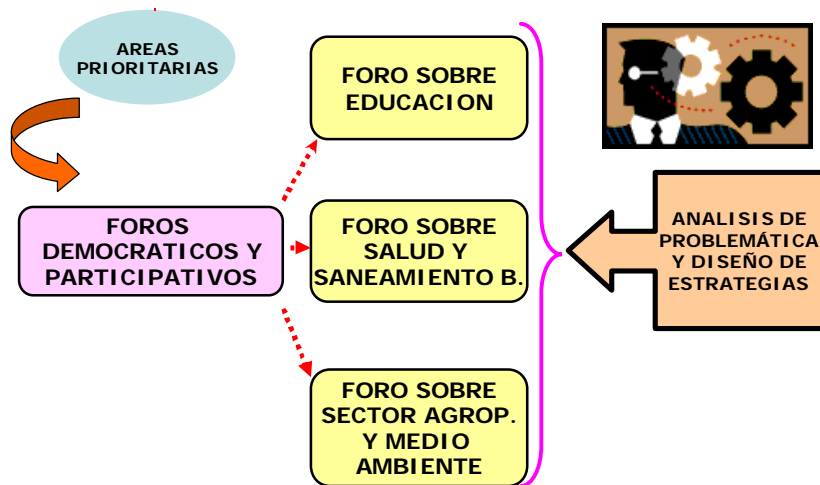 AREAS
PRIORITARIAS
FORO SOBRE
EDUCACION
FOROS
DEMOCRATICOS Y
PARTICIPATIVOS
FORO SOBRE
SALUD Y
SANEAMIENTO B.
ANALISIS DE
PROBLEMÁTICA
Y DISEÑO DE
ESTRATEGIAS
FORO SOBRE
SECTOR AGROP.
Y MEDIO
AMBIENTE